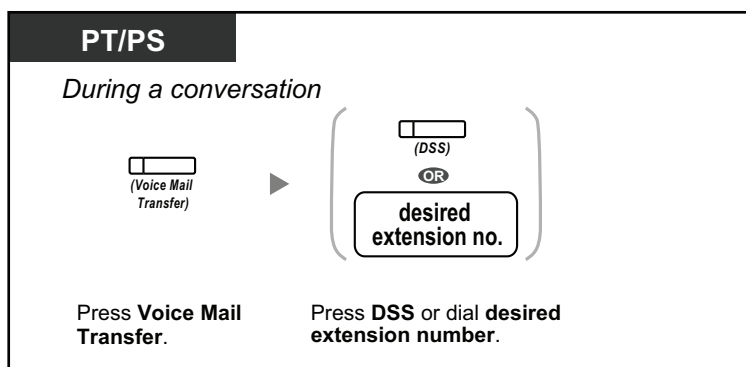 PT/PS
During a conversation
(Voice Mail
Transfer)
(DSS)
OR
desired
extension no.
Press Voice Mail
Transfer.
Press DSS or dial desired
extension number.